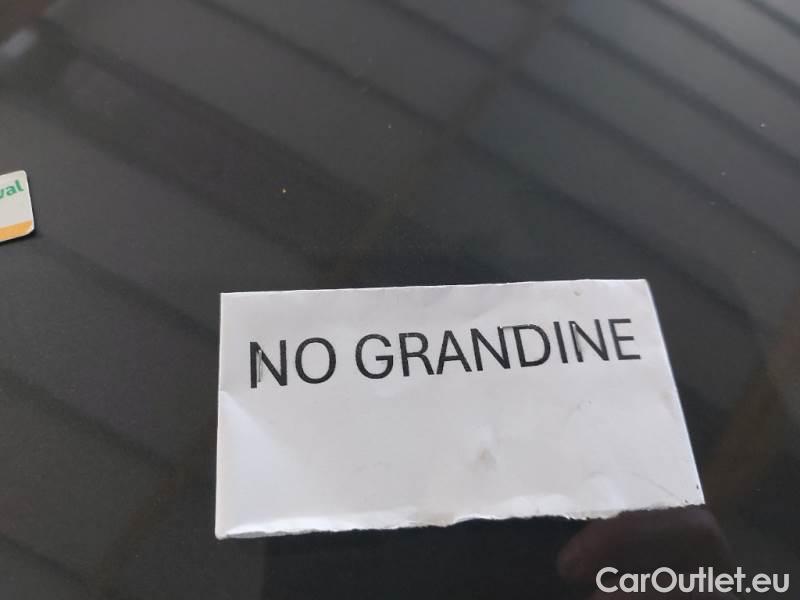 val
NO GRANDINE
CarOutlet.eu